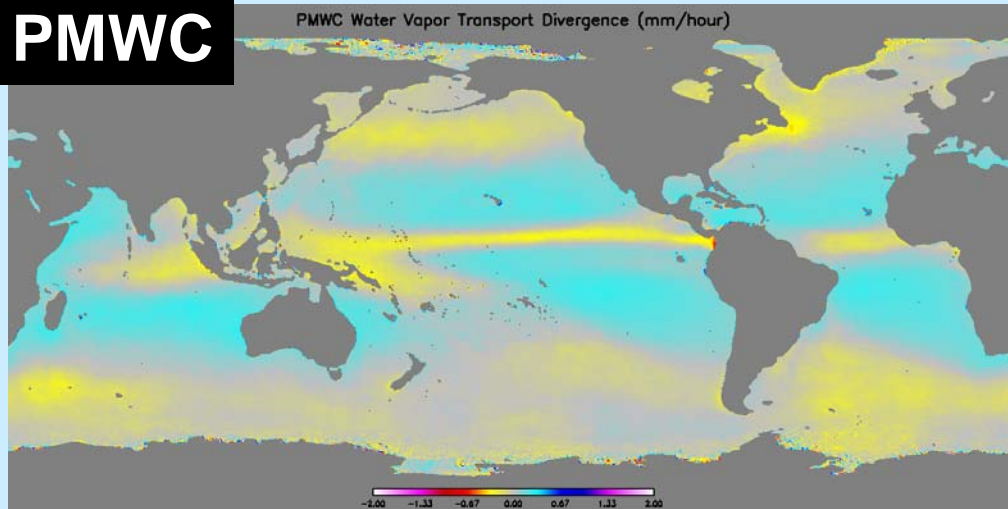 PMWC
PMWC Water Vapor Transport Divergence (mm/hour)
-2.00 -1.33 -0.67 0.00 0.67 1.33 2.00